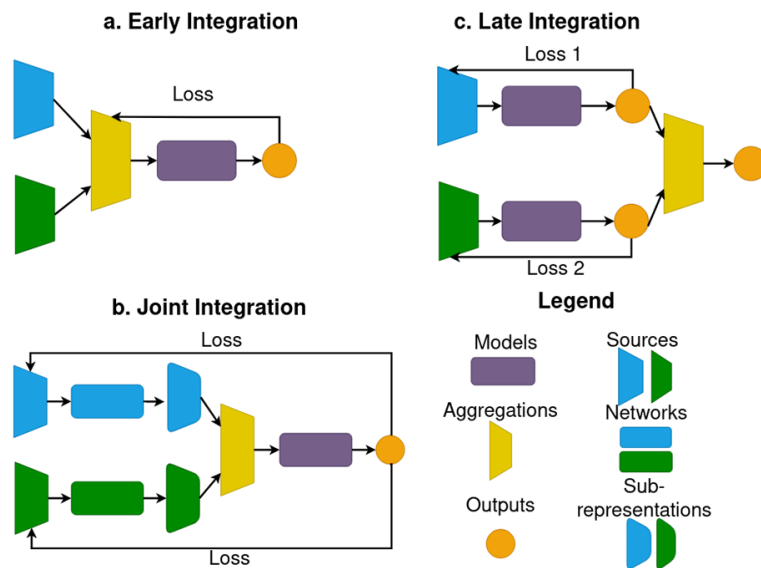 a. Early Integration
Loss
c. Late Integration
Loss 1
Loss 2
b. Joint Integration
Loss
Loss
Legend
Models
Sources
Aggregations
Networks
Outputs
Sub-
representations